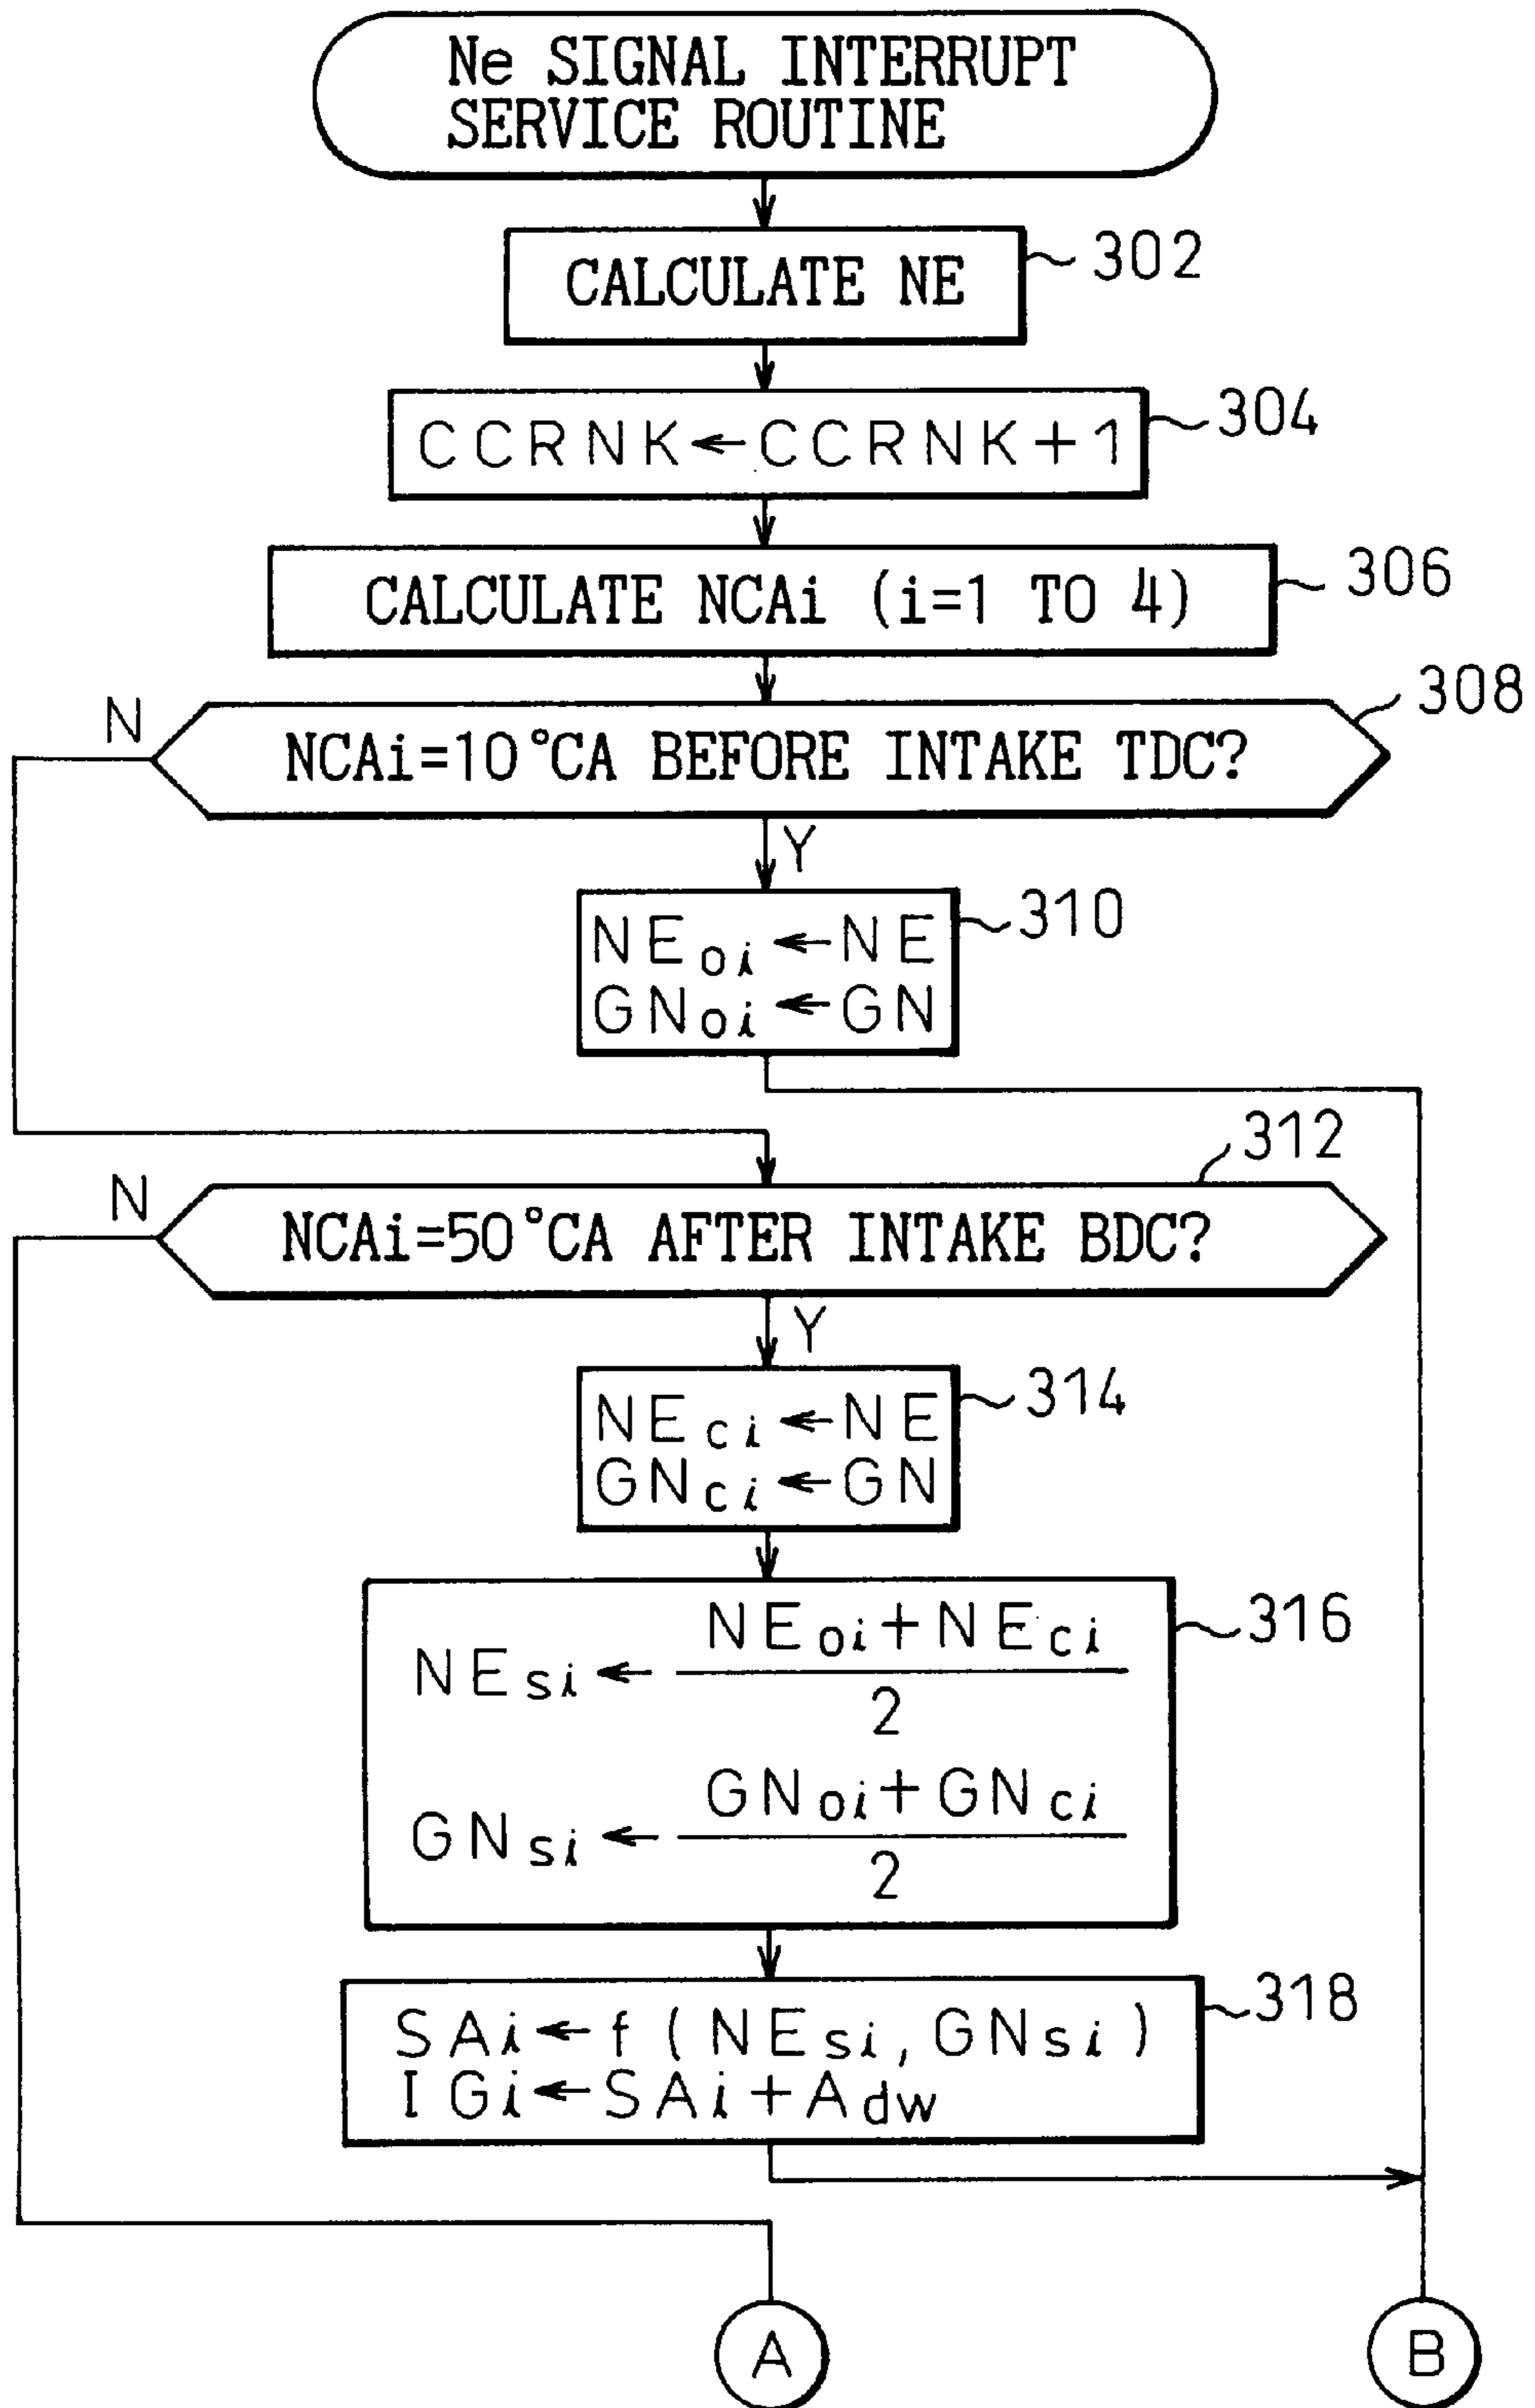 Ne SIGNAL INTERRUPT
SERVICE ROUTINE
CALCULATE NE
302
CCRNK←CCRNK+1
304
CALCULATE NCAi (i=1 TO 4)
306
308
N
NCAi=10°CA BEFORE INTAKE TDC?
Y
310
NEoi←NE
GNoi←GN
312
N
NCAi=50°CA AFTER INTAKE BDC?
Y
314
NEci←NE
GNci←GN
316
NEsi← NEoi+NEci
2
GNsi← GNoi+GNci
2
318
SAi←f(NEsi, GNsi)
IGi←SAi+Adw
A
B